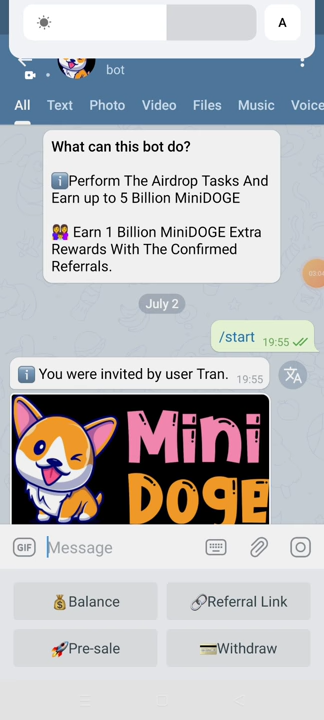 A
bot
All Text Photo Video Files Music Voice
What can this bot do?
ℹ️Perform The Airdrop Tasks And
Earn up to 5 Billion MiniDOGE
👭 Earn 1 Billion MiniDOGE Extra
Rewards With The Confirmed
Referrals.
July 2
/start 19:55
ℹ️ You were invited by user Tran. 19:55
Mini
Doge
GIF Message
💰Balance 🔗Referral Link
🚀Pre-sale 💳Withdraw